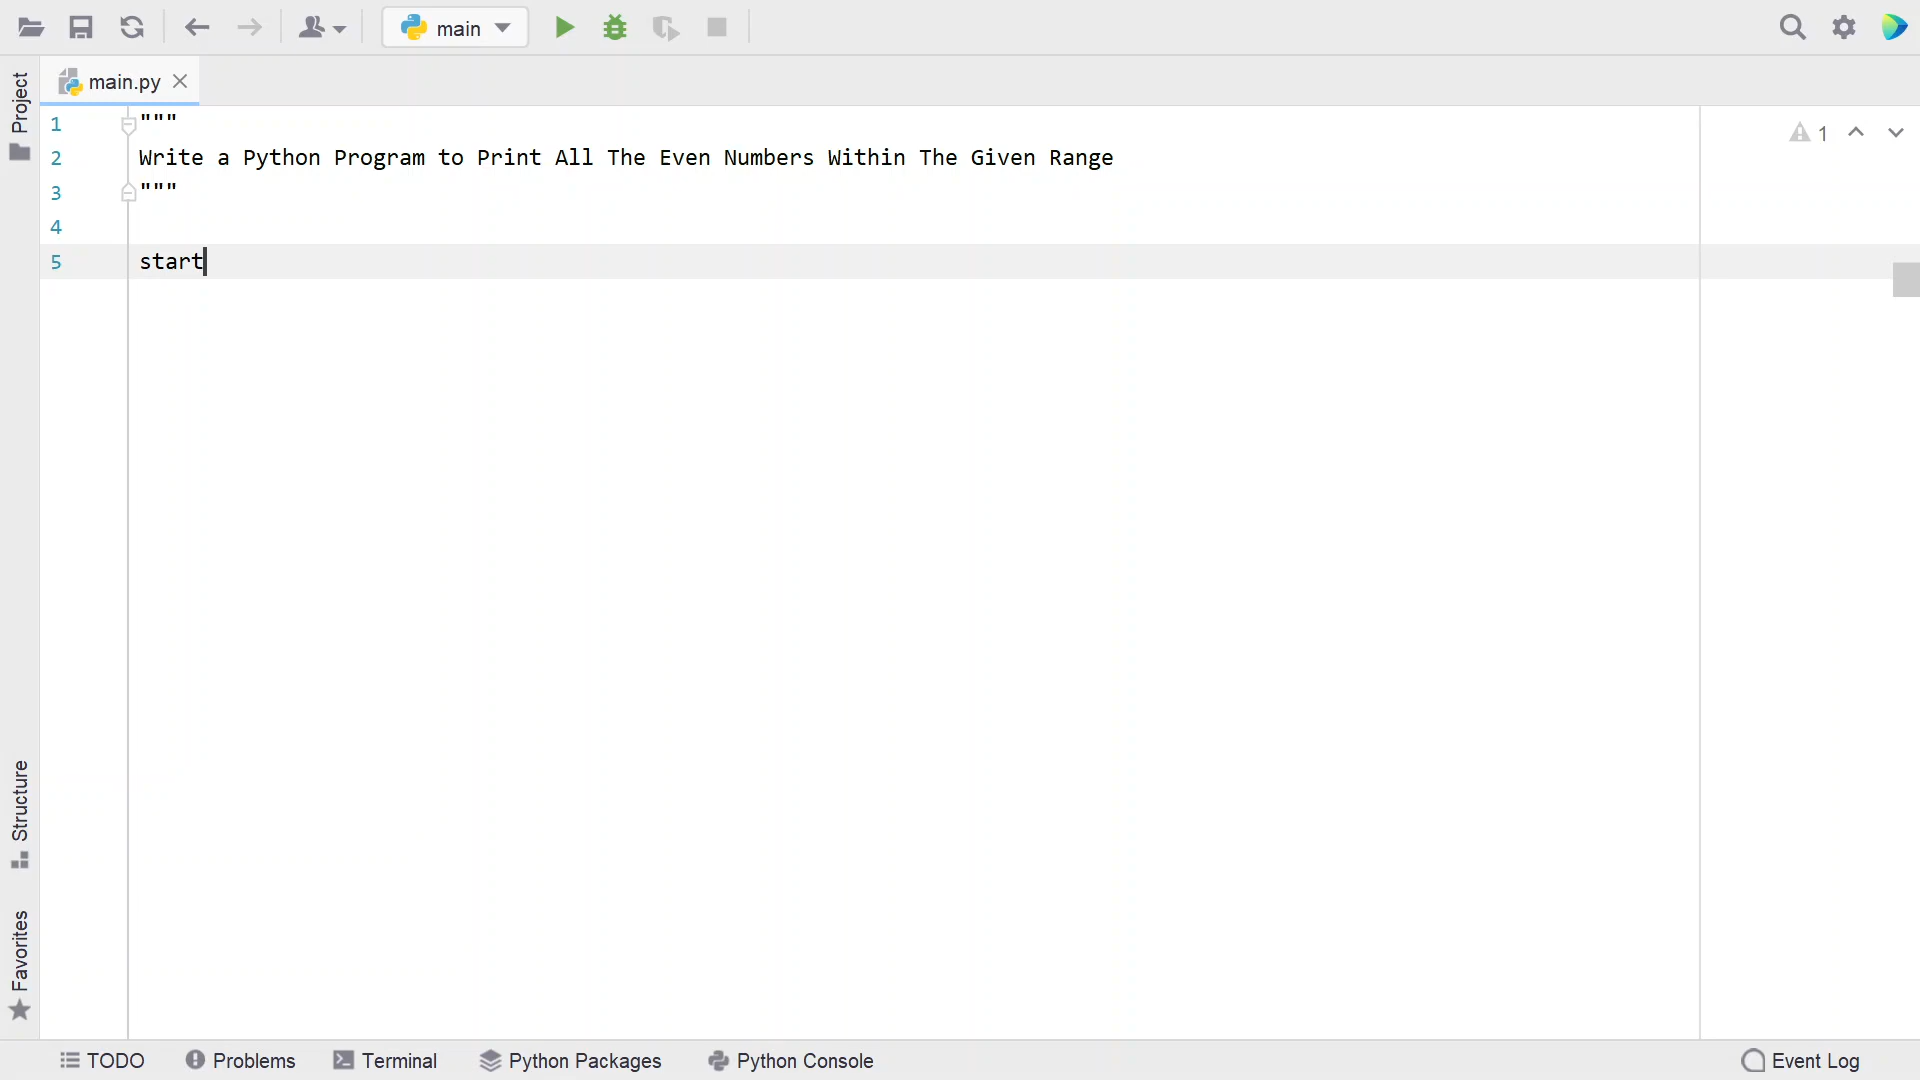 main
Project
main.py
1 """
2 Write a Python Program to Print All The Even Numbers Within The Given Range
3 """
4
5 start
1
Structure
Favorites
TODO Problems Terminal Python Packages Python Console Event Log